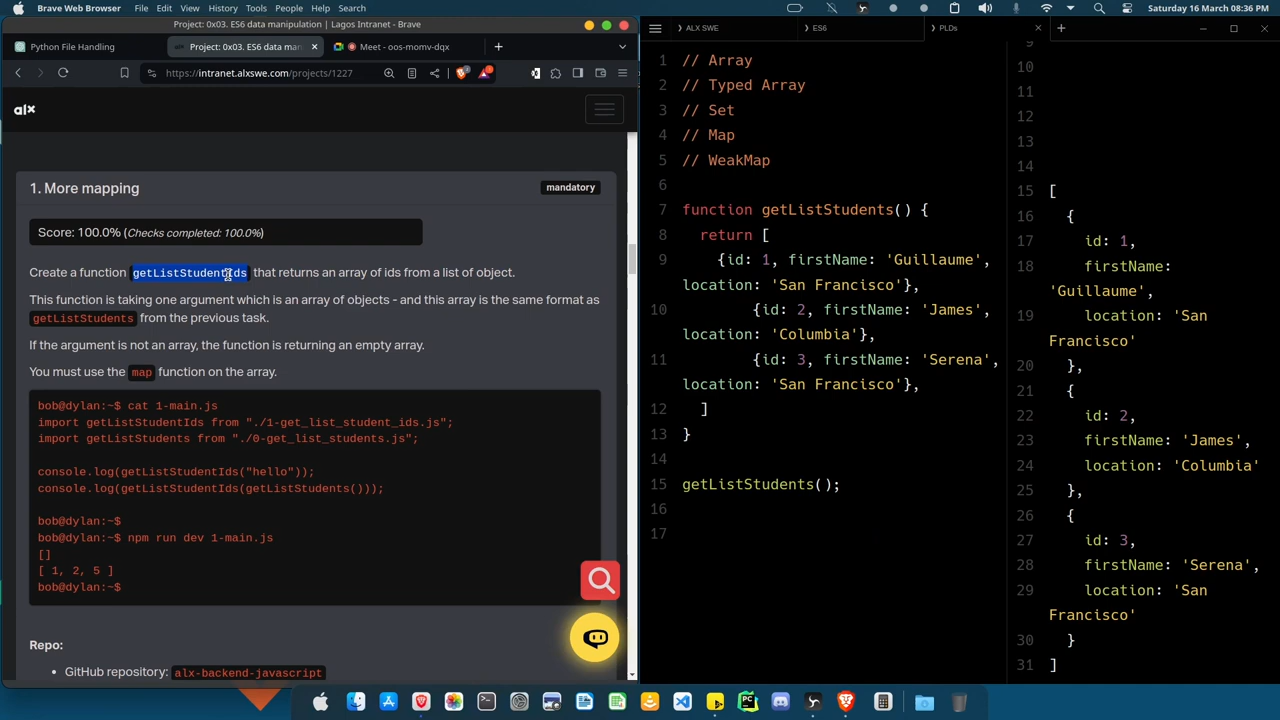 Brave Web Browser File Edit View History Bookmarks People Help Search
Saturday 16 March 08:36 PM
Project: 0x03. ES6 data manipulation | Lagos Intranet - Brave
Python File Handling
Project: 0x03. ES6 data man
Meet - oos-momv-dqx
https://intranet.alxswe.com/projects/1227
alx
1. More mapping
mandatory
Score: 100.0% (Checks completed: 100.0%)
Create a function getListStudentIds that returns an array of ids from a list of object.
This function is taking one argument which is an array of objects - and this array is the same format as
getListStudents from the previous task.
If the argument is not an array, the function is returning an empty array.
You must use the map function on the array.
bob@dylan:~$ cat 1-main.js
import getListStudentIds from "./1-get_list_student_ids.js";
import getListStudents from "./0-get_list_students.js";
console.log(getListStudentIds("hello"));
console.log(getListStudentIds(getListStudents()));
bob@dylan:~$
bob@dylan:~$ npm run dev 1-main.js
[]
[ 1, 2, 5 ]
bob@dylan:~$
Repo:
• GitHub repository: alx-backend-javascript
ALX SWE
ES6
PLDs
1 // Array
2 // Typed Array
3 // Set
4 // Map
5 // WeakMap
6
7 function getListStudents() {
8 return [
9 {id: 1, firstName: 'Guillaume',
location: 'San Francisco'},
10 {id: 2, firstName: 'James',
location: 'Columbia'},
11 {id: 3, firstName: 'Serena',
location: 'San Francisco'},
12 ]
13 }
14
15 getListStudents();
16
17
9
10
11
12
13
14
15 [
16 {
17 id: 1,
18 firstName:
'Guillaume',
19 location: 'San
Francisco'
20 },
21 {
22 id: 2,
23 firstName: 'James',
24 location: 'Columbia'
25 },
26 {
27 id: 3,
28 firstName: 'Serena',
29 location: 'San
Francisco'
30 }
31 ]